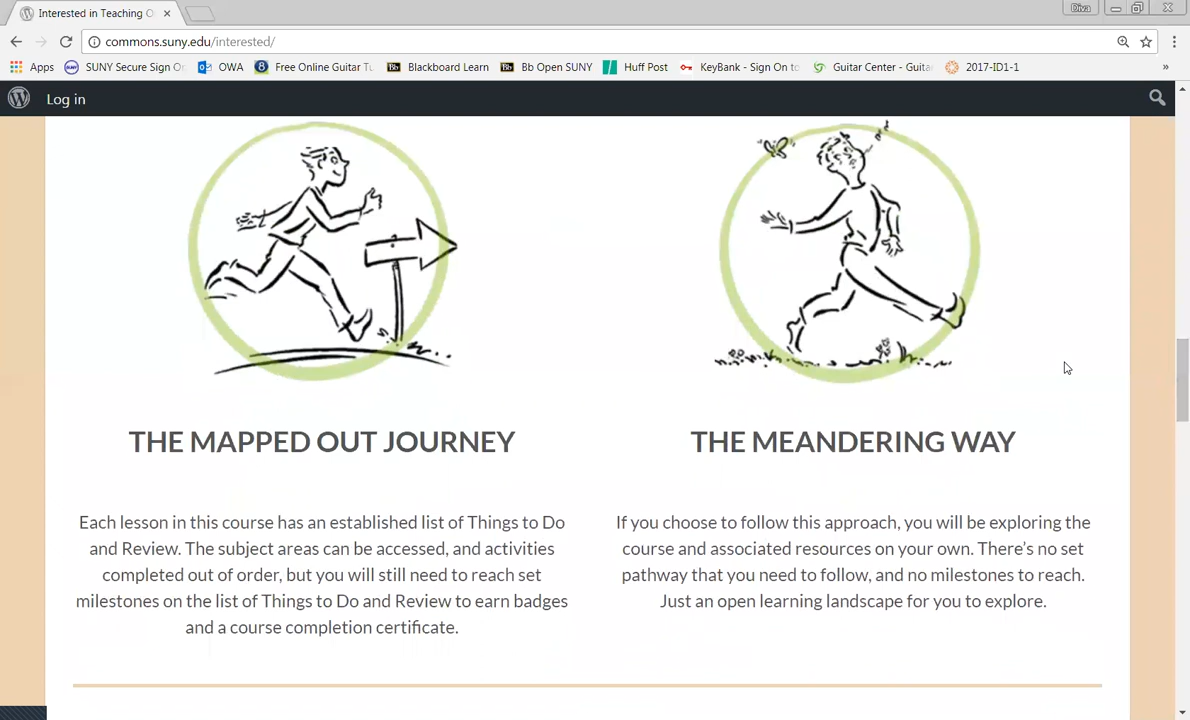 Interested in Teaching O
Diva
commons.suny.edu/interested/
Apps
SUNY Secure Sign O
OWA
Free Online Guitar Tu
Blackboard Learn
Bb Open SUNY
Huff Post
KeyBank - Sign On to
Guitar Center - Guita
2017-ID1-1
»
Log in
THE MAPPED OUT JOURNEY
Each lesson in this course has an established list of Things to Do
and Review. The subject areas can be accessed, and activities
completed out of order, but you will still need to reach set
milestones on the list of Things to Do and Review to earn badges
and a course completion certificate.
THE MEANDERING WAY
If you choose to follow this approach, you will be exploring the
course and associated resources on your own. There's no set
pathway that you need to follow, and no milestones to reach.
Just an open learning landscape for you to explore.